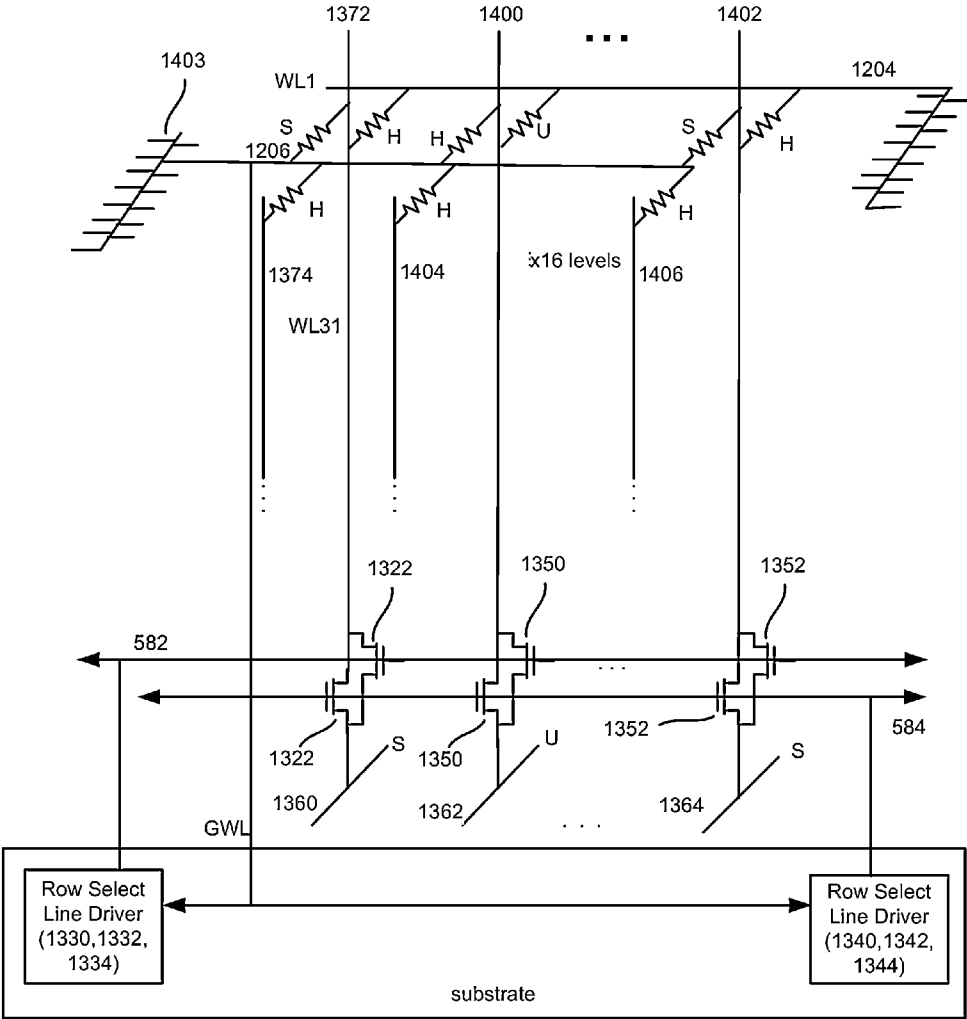 1372
1400
1402
1403
WL1
1204
S
H
H
U
S
H
1206
H
H
H
1374
1404
x16 levels
1406
WL31
1322
1350
1352
582
1322
1350
1352
584
S
U
S
1360
1362
1364
GWL
Row Select
Line Driver
(1330,1332,
1334)
Row Select
Line Driver
(1340,1342,
1344)
substrate